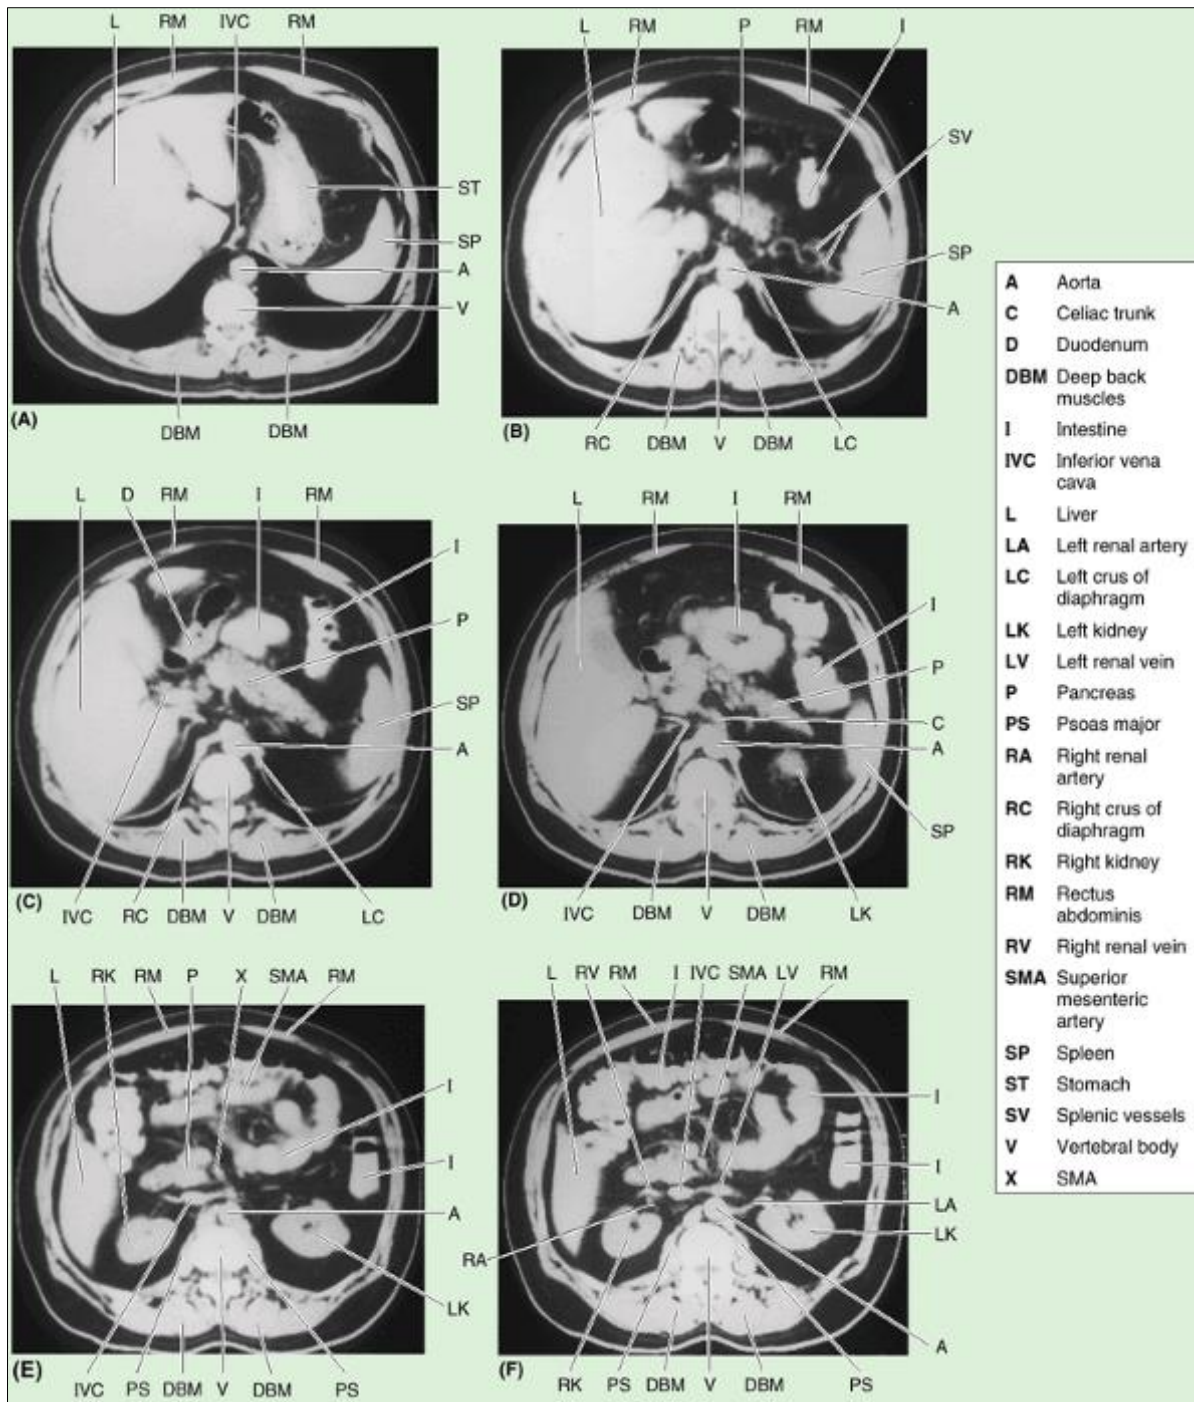 L RM IVC RM
ST
SP
A
V
(A)
DBM DBM
L RM P RM I
SV
SP
A
(B)
RC DBM V DBM LC
L D RM I RM
I
P
SP
A
(C)
IVC RC DBM V DBM LC
L RM I RM
I
P
C
A
SP
(D)
IVC DBM V DBM LK
L RK RM P X SMA RM
I
I
A
LK
(E)
IVC PS DBM V DBM PS
L RV RM I IVC SMA LV RM
I
I
LA
LK
RA
A
(F)
RK PS DBM V DBM PS
A Aorta
C Celiac trunk
D Duodenum
DBM Deep back
muscles
I Intestine
IVC Inferior vena
cava
L Liver
LA Left renal artery
LC Left crus of
diaphragm
LK Left kidney
LV Left renal vein
P Pancreas
PS Psoas major
RA Right renal
artery
RC Right crus of
diaphragm
RK Right kidney
RM Rectus
abdominis
RV Right renal vein
SMA Superior
mesenteric
artery
SP Spleen
ST Stomach
SV Splenic vessels
V Vertebral body
X SMA